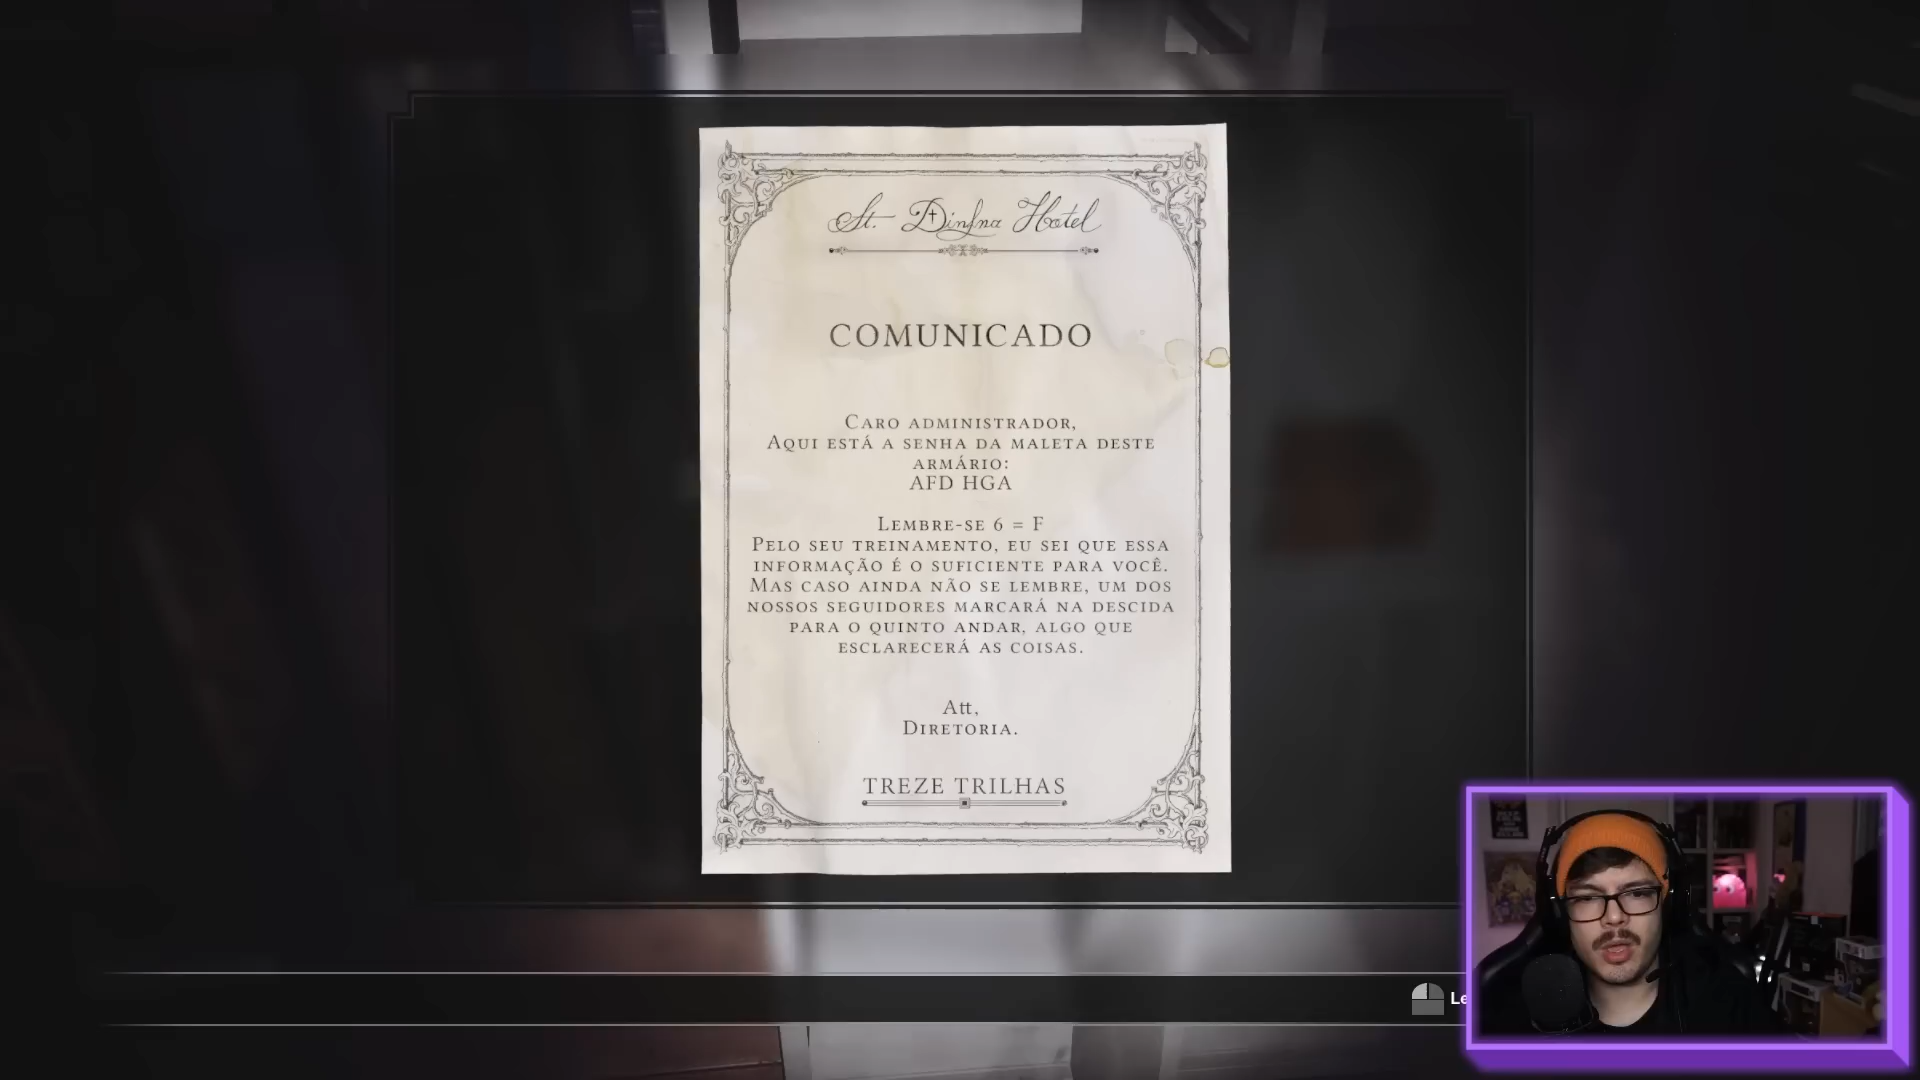 St. Dinfna Hotel
COMUNICADO
CARO ADMINISTRADOR,
AQUI ESTÁ A SENHA DA MALETA DESTE
ARMÁRIO:
AFD HGA
LEMBRE-SE 6 = F
PELO SEU TREINAMENTO, EU SEI QUE ESSA
INFORMAÇÃO É O SUFICIENTE PARA VOCÊ.
MAS CASO AINDA NÃO SE LEMBRE, UM DOS
NOSSOS SEGUIDORES MARCARÁ NA DESCIDA
PARA O QUINTO ANDAR, ALGO QUE
ESCLARECERÁ AS COISAS.
Att,
DIRETORIA.
TREZE TRILHAS
Le